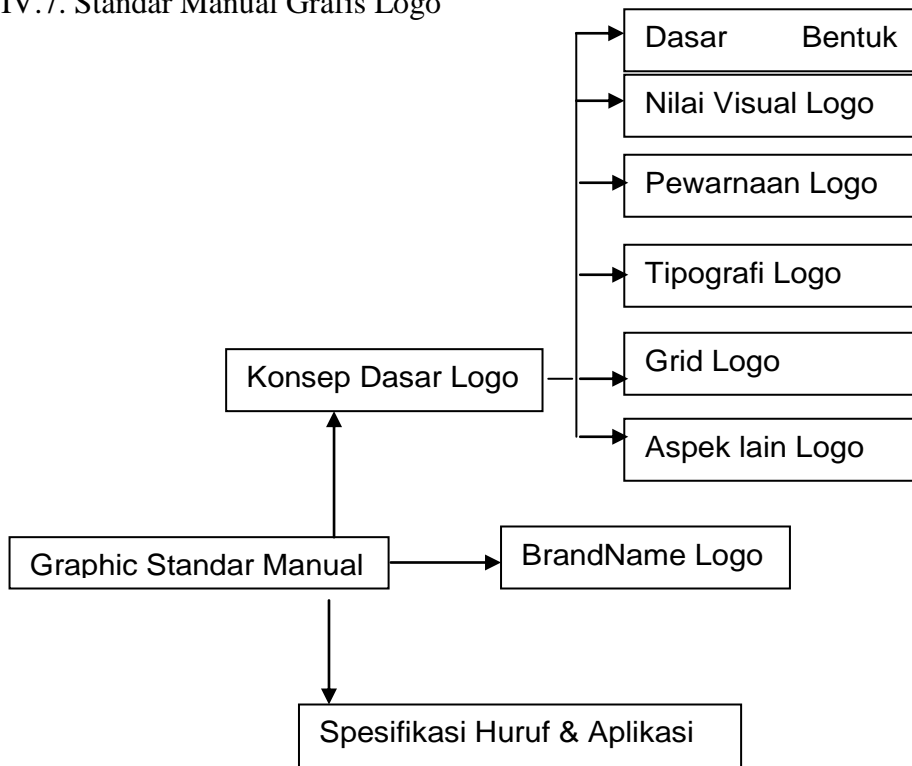 IV.7. Standar Manual Grafis Logo
Dasar Bentuk
Nilai Visual Logo
Pewarnaan Logo
Tipografi Logo
Grid Logo
Konsep Dasar Logo
Aspek lain Logo
BrandName Logo
Graphic Standar Manual
Spesifikasi Huruf & Aplikasi